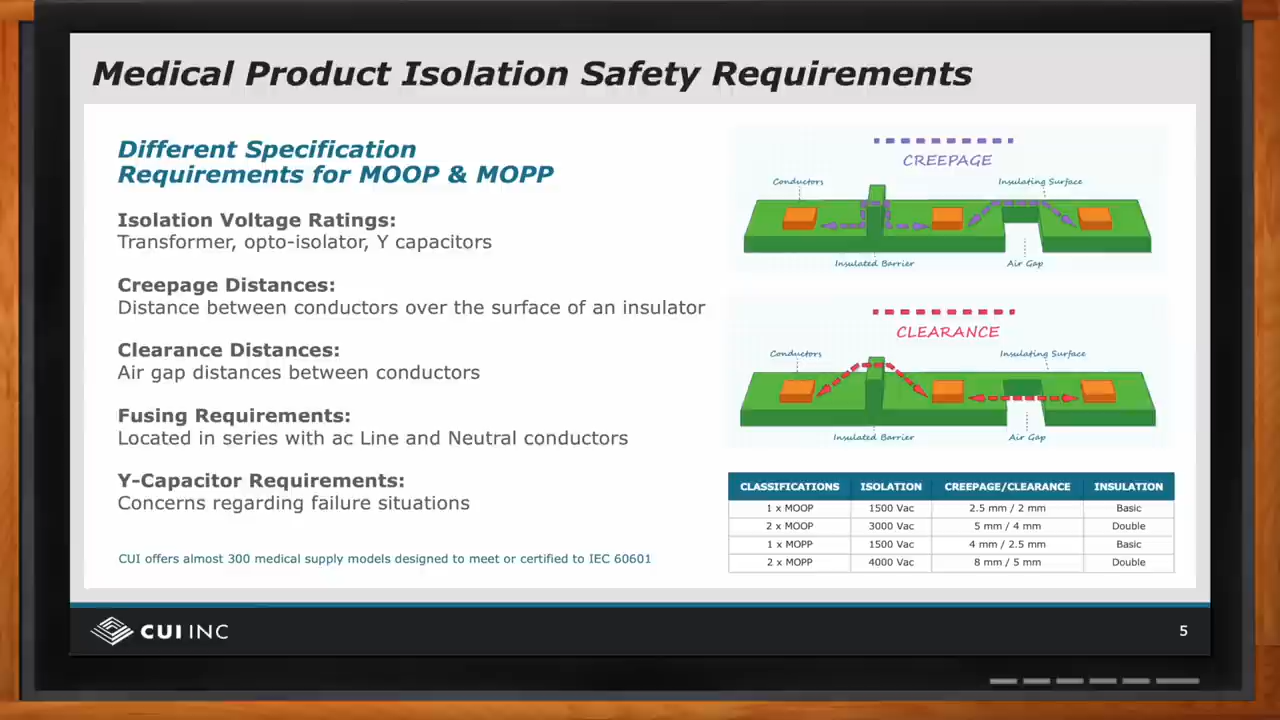 Medical Product Isolation Safety Requirements
Different Specification
Requirements for MOOP & MOPP
Isolation Voltage Ratings:
Transformer, opto-isolator, Y capacitors
Creepage Distances:
Distance between conductors over the surface of an insulator
Clearance Distances:
Air gap distances between conductors
Fusing Requirements:
Located in series with ac Line and Neutral conductors
Y-Capacitor Requirements:
Concerns regarding failure situations
CUI offers almost 300 medical supply models designed to meet or certified to IEC 60601
CREEPAGE
Conductors
Insulating Surface
Insulated Barrier
Air Gap
CLEARANCE
Conductors
Insulating Surface
Insulated Barrier
Air Gap
CLASSIFICATIONS ISOLATION CREEPAGE/CLEARANCE INSULATION
1 x MOOP 1500 Vac 2.5 mm / 2 mm Basic
2 x MOOP 3000 Vac 5 mm / 4 mm Double
1 x MOPP 1500 Vac 4 mm / 2.5 mm Basic
2 x MOPP 4000 Vac 8 mm / 5 mm Double
CUI INC
5